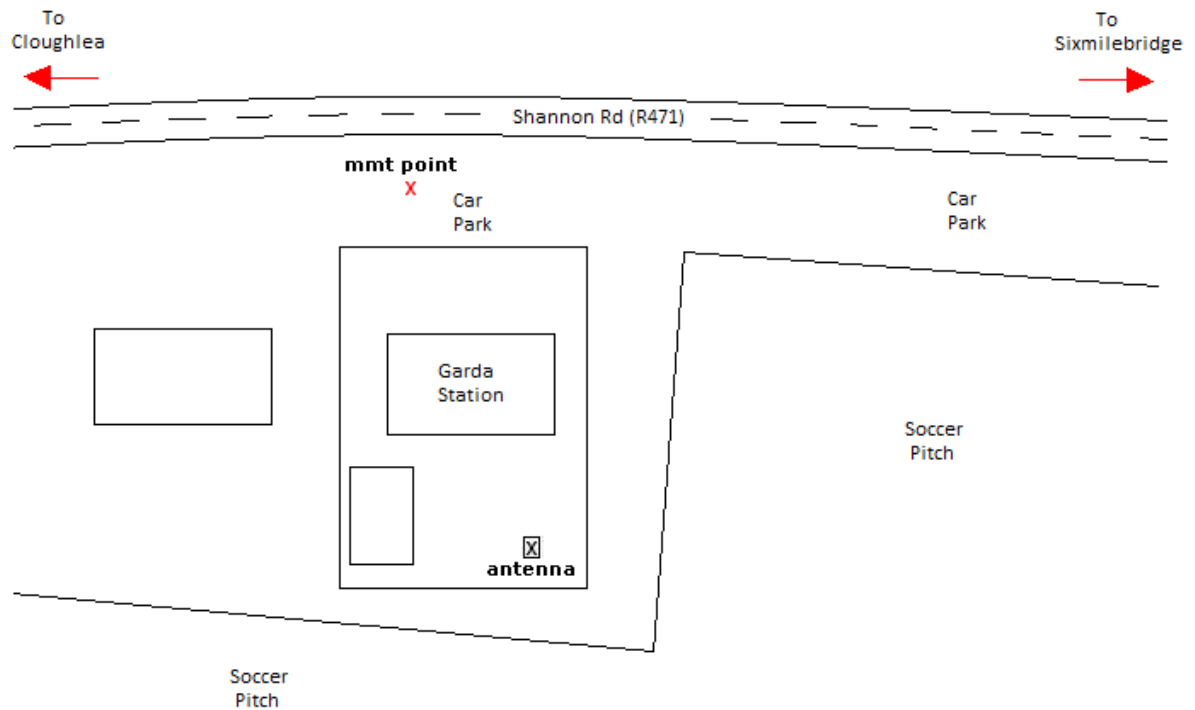 To
Cloughlea
To
Sixmilebridge
Shannon Rd (R471)
mmt point
X
Car
Park
Car
Park
Garda
Station
Soccer
Pitch
X
antenna
Soccer
Pitch